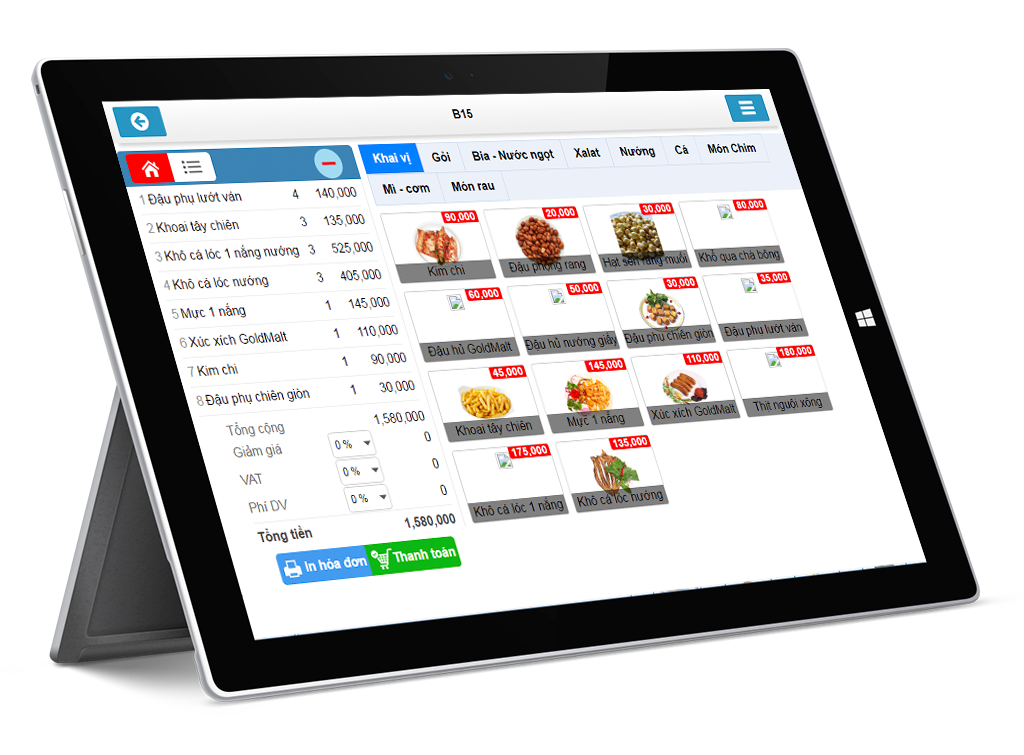 B15
1 Đậu phụ lướt ván 4 140,000
2 Khoai tây chiên 3 135,000
3 Khô cá lóc 1 nắng nướng 3 525,000
4 Khô cá lóc nướng 3 405,000
5 Mực 1 nắng 1 145,000
6 Xúc xích GoldMalt 1 110,000
7 Kim chi 1 90,000
8 Đậu phụ chiên giòn 1 30,000
Tổng cộng 1,580,000
Giảm giá 0 % 0
VAT 0 % 0
Phí DV 0 % 0
Tổng tiền 1,580,000
In hóa đơn Thanh toán
Khai vị Gỏi Bia - Nước ngọt Xalat Nướng Cá Món Chim
Mì - cơm Món rau
90,000 20,000 30,000 80,000
Kim chi Đậu phộng rang Hạt sen rang muối Khổ qua chà bông
60,000 50,000 30,000 35,000
Đậu hủ GoldMalt Đậu hủ nướng giấy Đậu phụ chiên giòn Đậu phụ lướt ván
45,000 145,000 110,000 180,000
Khoai tây chiên Mực 1 nắng Xúc xích GoldMalt Thịt nguội xông
175,000 135,000
Khô cá lóc 1 nắng Khô cá lóc nướng